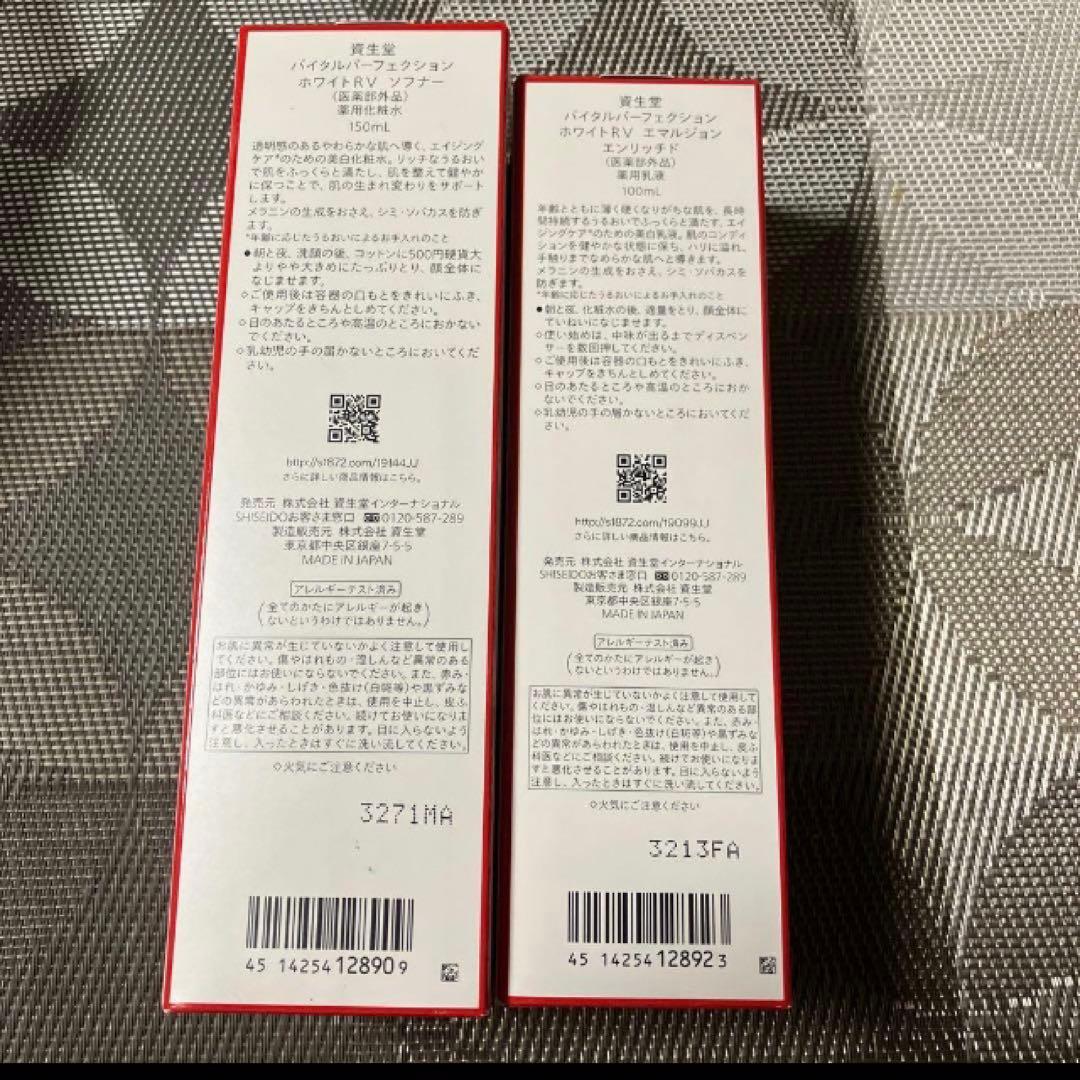 資生堂
バイタルパーフェクション
ホワイトRV ソフナー
(医薬部外品)
薬用化粧水
150mL
透明感のあるやわらかな肌へ導く、エイジング
ケア*のための美白化粧水。リッチなうるおい
で肌をふっくらと満たし、肌を整えて健やか
に保つことで、肌の生まれ変わりをサポート
します。
メラニンの生成をおさえ、シミ・ソバカスを防ぎ
ます。
*年齢に応じたうるおいによるお手入れのこと
●朝と夜、洗顔の後、コットンに500円硬貨大
よりやや大きめにたっぷりとり、顔全体に
なじませます。
○ご使用後は容器の口もとをきれいにふき、
キャップをきちんとしめてください。
○日のあたるところや高温のところにおかない
でください。
○乳幼児の手の届かないところにおいてくだ
さい。
http://s1872.com/19144JJ
さらに詳しい商品情報はこちら。
発売元 株式会社 資生堂インターナショナル
SHISEIDOお客さま窓口 0120-587-289
製造販売元 株式会社 資生堂
東京都中央区銀座7-5-5
MADE IN JAPAN
アレルギーテスト済み
(全てのかたにアレルギーが起き
ないというわけではありません。)
お肌に異常が生じていないかよく注意して使用し
てください。傷やはれもの・湿しんなど異常のある
部位にはお使いにならないでください。また、赤み・
はれ・かゆみ・しげき・色抜け(白斑等)や黒ずみな
どの異常があらわれたときは、使用を中止し、皮ふ
科医などにご相談ください。続けてお使いになりま
すと悪化させることがあります。目に入らないよう
注意し、入ったときはすぐに洗い流してください。
○火気にご注意ください
3271MA
45 14254 12890 9
資生堂
バイタルパーフェクション
ホワイトRV エマルジョン
エンリッチド
(医薬部外品)
薬用乳液
100mL
年齢とともに薄く硬くなりがちな肌を、長時
間持続するうるおいでふっくらと満たす、エイ
ジングケア*のための美白乳液。肌のコンディ
ションを健やかな状態に保ち、ハリに溢れ、
手触りまでなめらかな肌へと導きます。
メラニンの生成をおさえ、シミ・ソバカスを
防ぎます。
*年齢に応じたうるおいによるお手入れのこと
●朝と夜、化粧水の後、適量をとり、顔全体に
ていねいになじませます。
○使い始めは、中味が出るまでディスペン
サーを数回押してください。
○ご使用後は容器の口もとをきれいにふき、
キャップをきちんとしめてください。
○日のあたるところや高温のところにおか
ないでください。
○乳幼児の手の届かないところにおいてくだ
さい。
http://s1872.com/19099JJ
さらに詳しい商品情報はこちら。
発売元 株式会社 資生堂インターナショナル
SHISEIDOお客さま窓口 0120-587-289
製造販売元 株式会社 資生堂
東京都中央区銀座7-5-5
MADE IN JAPAN
アレルギーテスト済み
(全てのかたにアレルギーが起き
ないというわけではありません。)
お肌に異常が生じていないかよく注意して使用して
ください。傷やはれもの・湿しんなど異常のある部
位にはお使いにならないでください。また、赤み・
はれ・かゆみ・しげき・色抜け(白斑等)や黒ずみな
どの異常があらわれたときは、使用を中止し、皮ふ
科医などにご相談ください。続けてお使いになりま
すと悪化させることがあります。目に入らないよう
注意し、入ったときはすぐに洗い流してください。
○火気にご注意ください
3213FA
45 14254 12892 3